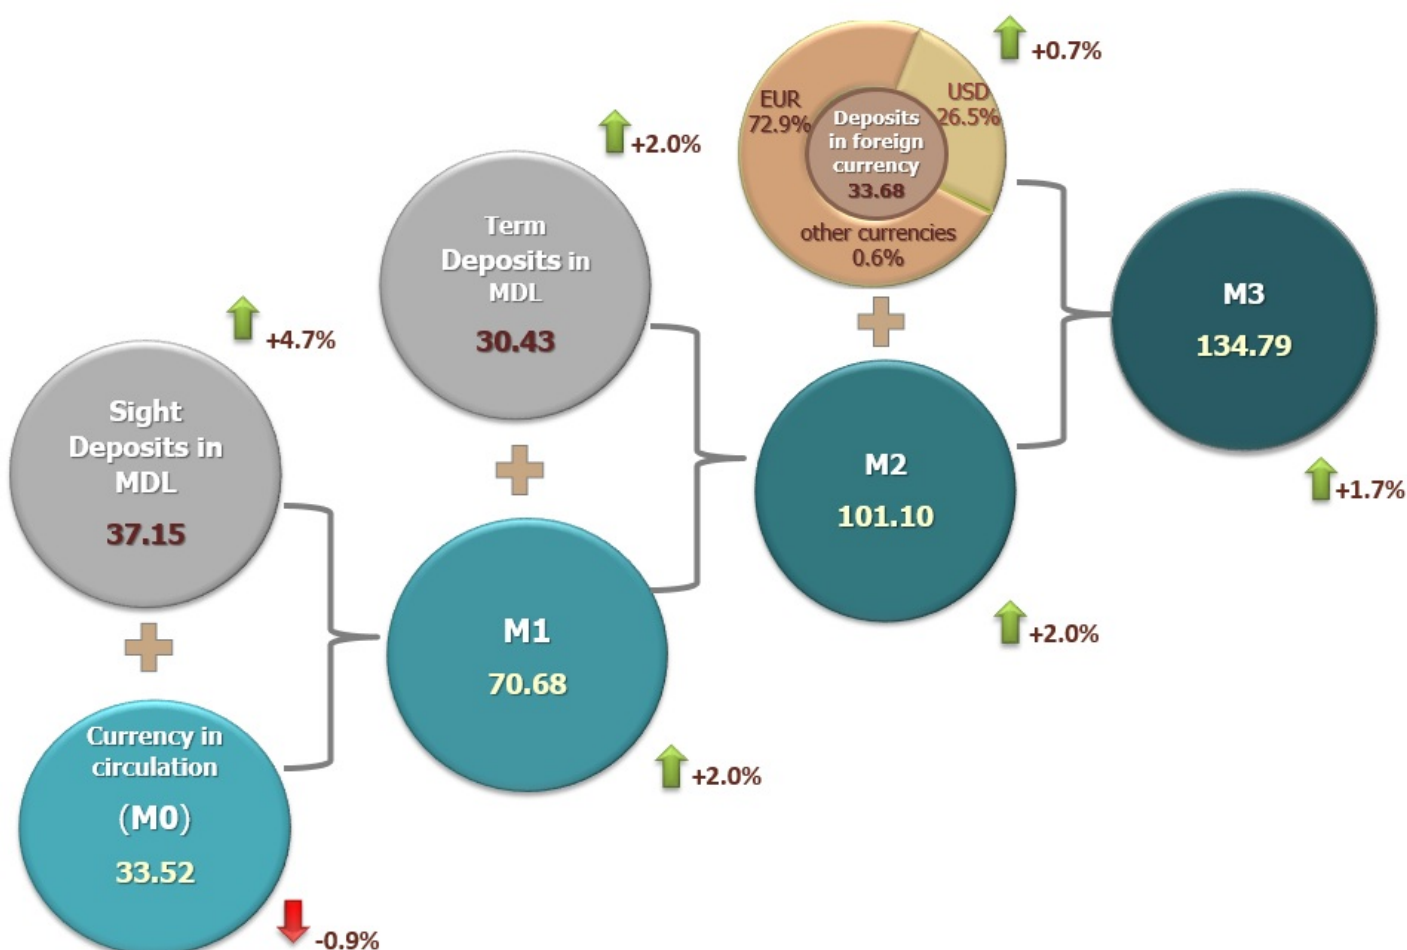 Sight
Deposits in
MDL
37.15
+4.7%
Currency in
circulation
(M0)
33.52
-0.9%
Term
Deposits in
MDL
30.43
+2.0%
M1
70.68
+2.0%
EUR
72.9%
USD
26.5%
Deposits
in foreign
currency
33.68
other currencies
0.6%
+0.7%
M2
101.10
+2.0%
M3
134.79
+1.7%